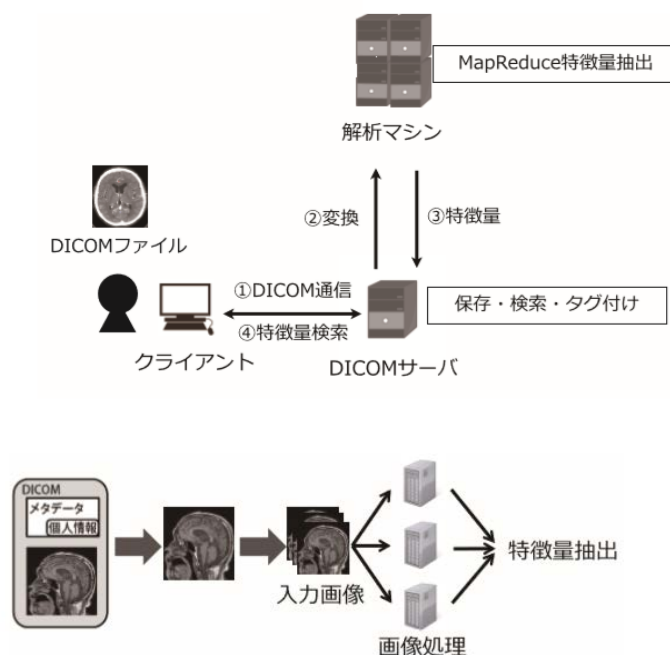 MapReduce特徴量抽出
解析マシン
②変換
③特徴量
DICOMファイル
①DICOM通信
④特徴量検索
保存・検索・タグ付け
クライアント
DICOMサーバ
DICOM
メタデータ
個人情報
入力画像
特徴量抽出
画像処理